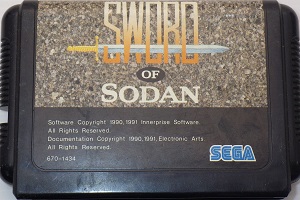 SWORD
OF
SODAN
Software Copyright 1990,1991 Innerprise Software.
All Rights Reserved.
Documentation Copyright 1990,1991, Electronic Arts
All Rights Reserved.
670-1434
SEGA